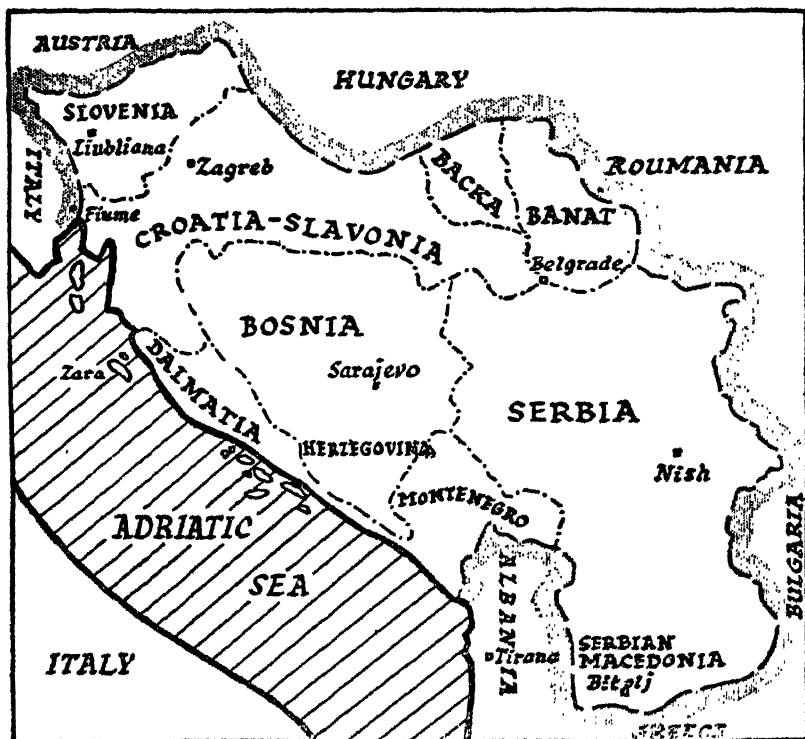 AUSTRIA
HUNGARY
SLOVENIA
Liubliana
Zagreb
ITALY
Fiume
BACKA
ROUMANIA
BANAT
CROATIA-SLAVONIA
Belgrade
BOSNIA
Sarajevo
Zara
DALMATIA
SERBIA
HERTZEGOVINA
Nish
MONTENEGRO
ADRIATIC
SEA
ALBANIA
BULGARIA
ITALY
Tirana
SERBIAN
MACEDONIA